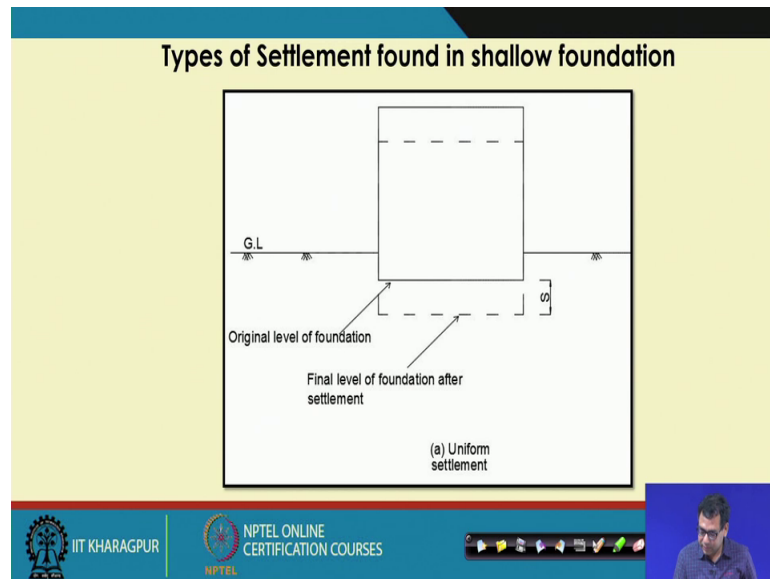 Types of Settlement found in shallow foundation
G.L
S
Original level of foundation
Final level of foundation after
settlement
(a) Uniform
settlement
IIT KHARAGPUR
NPTEL
NPTEL ONLINE
CERTIFICATION COURSES